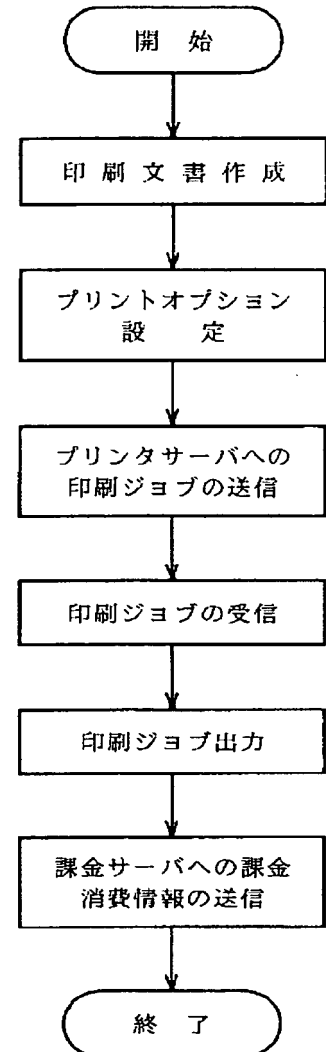 開 始
印 刷 文 書 作 成
プリントオプション
設 定
プリンタサーバへの
印刷ジョブの送信
印刷ジョブの受信
印刷ジョブ出力
課金サーバへの課金
消費情報の送信
終 了